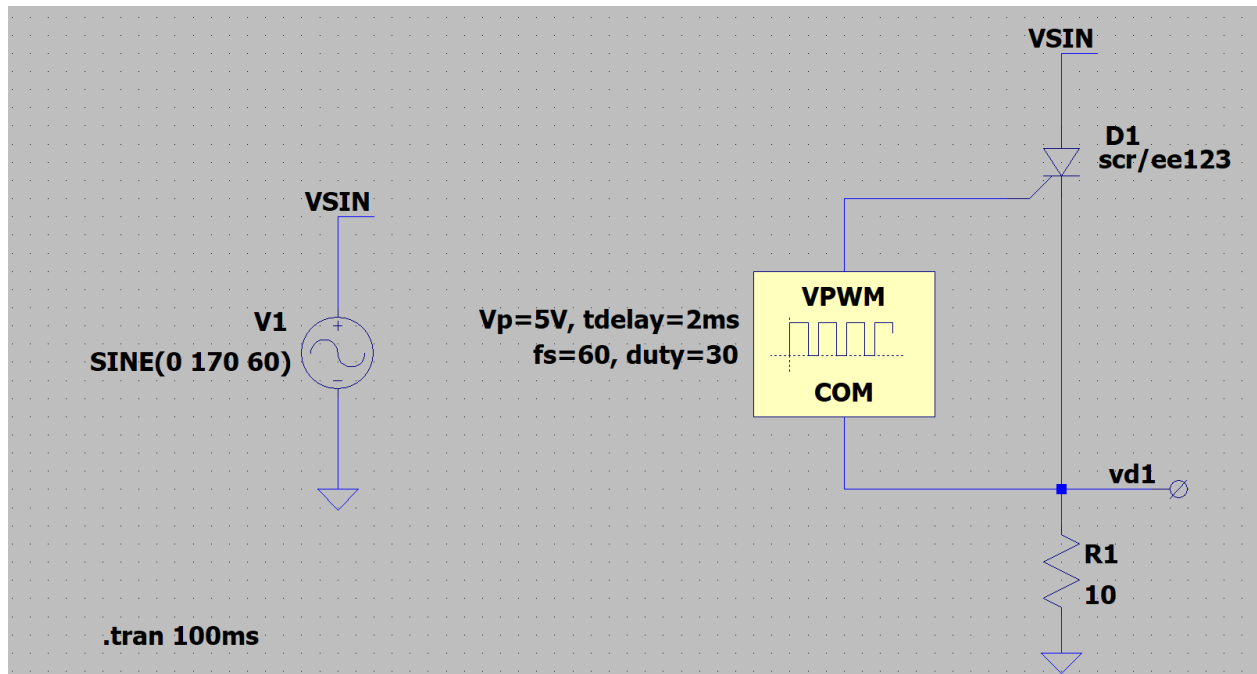 VSIN
D1
scr/ee123
VSIN
VPWM
V1
Vp=5V, tdelay=2ms
SINE(0 170 60)
fs=60, duty=30
COM
vd1
R1
10
.tran 100ms